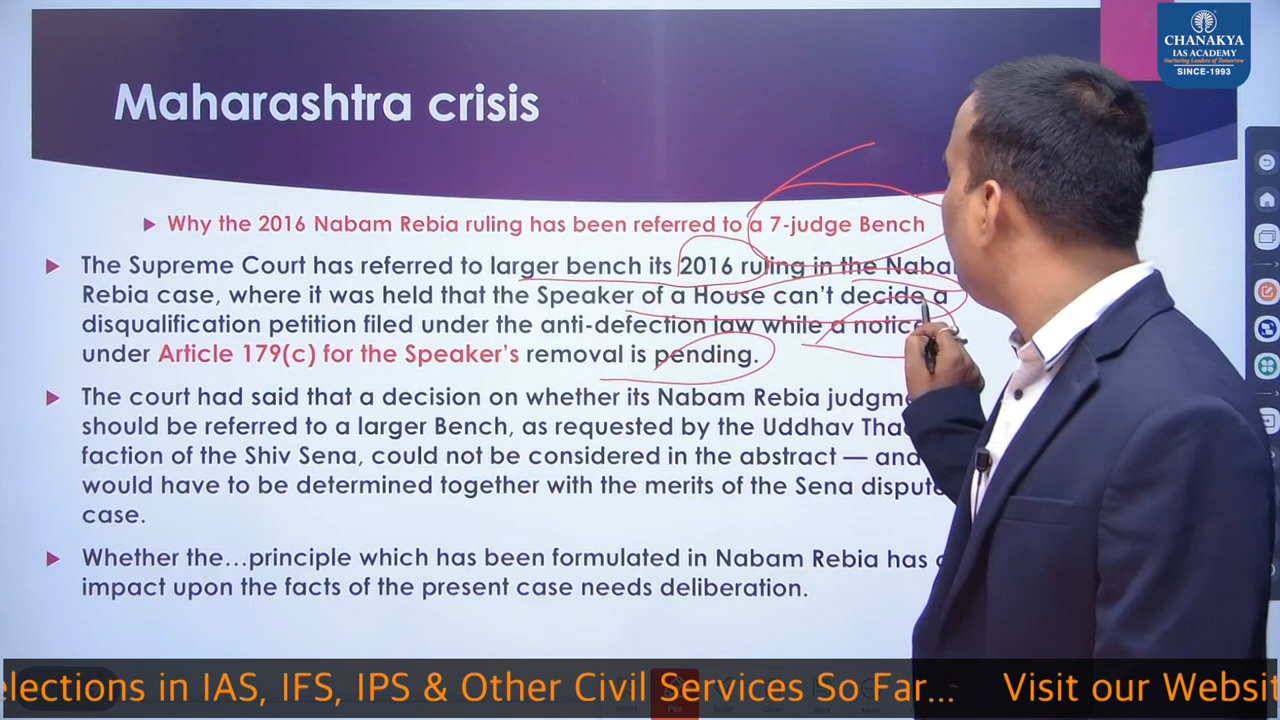 CHANAKYA
IAS ACADEMY
Nurturing Leaders of Tomorrow
SINCE-1993
Maharashtra crisis
Why the 2016 Nabam Rebia ruling has been referred to a 7-judge Bench
The Supreme Court has referred to larger bench its 2016 ruling in the Nabam
Rebia case, where it was held that the Speaker of a House can't decide a
disqualification petition filed under the anti-defection law while a notice
under Article 179(c) for the Speaker's removal is pending.
The court had said that a decision on whether its Nabam Rebia judgme
should be referred to a larger Bench, as requested by the Uddhav Tha
faction of the Shiv Sena, could not be considered in the abstract — and
would have to be determined together with the merits of the Sena dispute
case.
Whether the...principle which has been formulated in Nabam Rebia has
impact upon the facts of the present case needs deliberation.
elections in IAS, IFS, IPS & Other Civil Services So Far... Visit our Websit